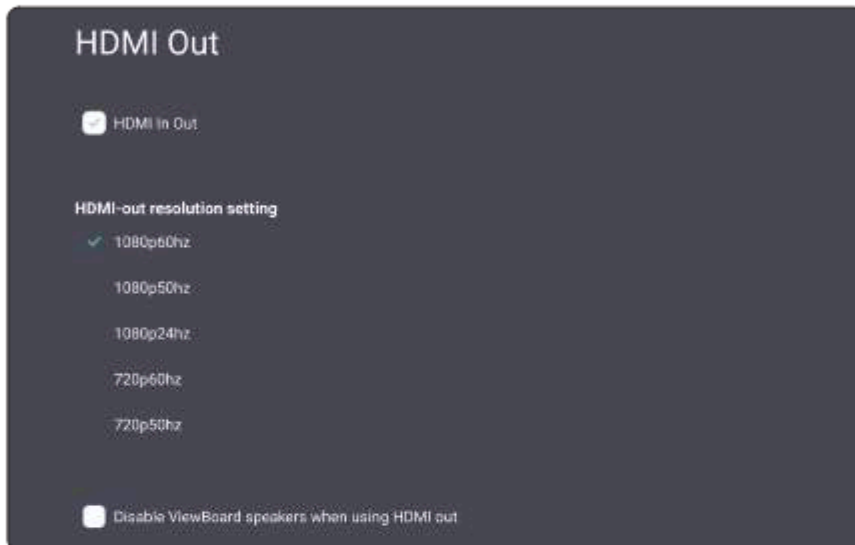 HDMI Out
HDMI In Out
HDMI-out resolution setting
1080p60hz
1080p50hz
1080p24hz
720p60hz
720p50hz
Disable ViewBoard speakers when using HDMI out